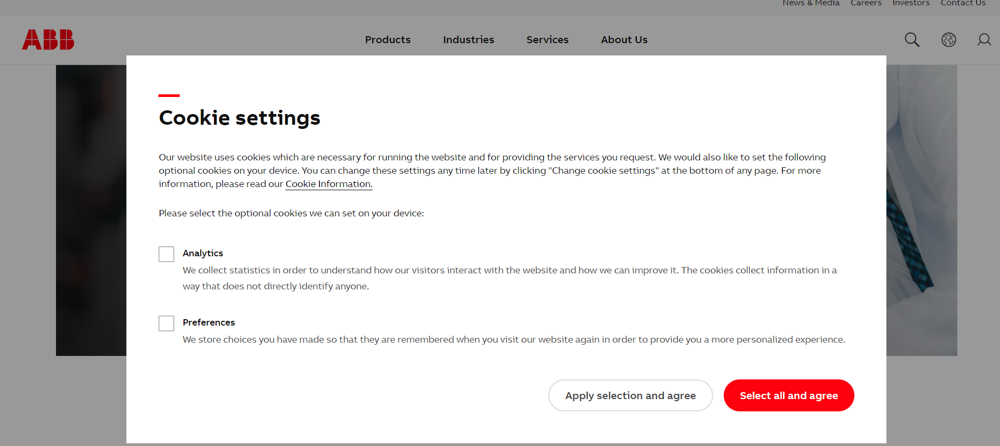 News & Media Careers Investors Contact Us
ABB Products Industries Services About Us
Cookie settings
Our website uses cookies which are necessary for running the website and for providing the services you request. We would also like to set the following
optional cookies on your device. You can change these settings any time later by clicking "Change cookie settings" at the bottom of any page. For more
information, please read our Cookie Information.
Please select the optional cookies we can set on your device:
Analytics
We collect statistics in order to understand how our visitors interact with the website and how we can improve it. The cookies collect information in a
way that does not directly identify anyone.
Preferences
We store choices you have made so that they are remembered when you visit our website again in order to provide you a more personalized experience.
Apply selection and agree Select all and agree